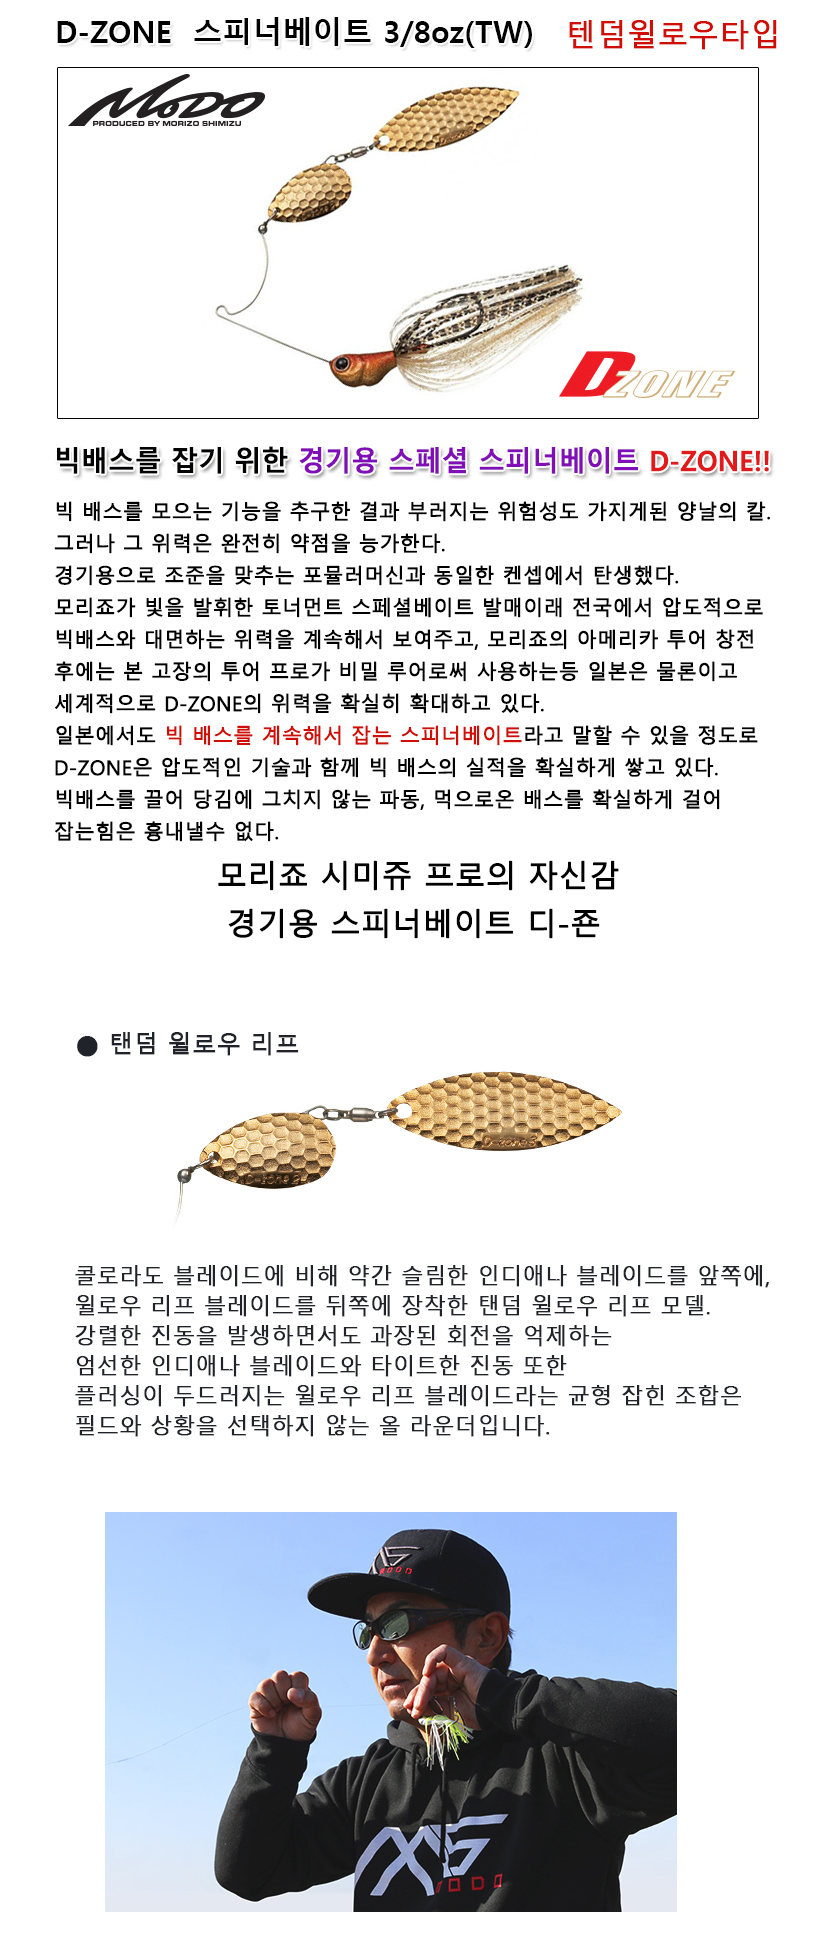 D-ZONE 스피너베이트 3/8oz(TW) 텐덤윌로우타입
MoDO
PRODUCED BY MORIZO SHIMIZU
D-ZONE
빅배스를 잡기 위한 경기용 스페셜 스피너베이트 D-ZONE!!
빅 배스를 모으는 기능을 추구한 결과 부러지는 위험성도 가지게된 양날의 칼.
그러나 그 위력은 완전히 약점을 능가한다.
경기용으로 조준을 맞추는 포뮬러머신과 동일한 켄셉에서 탄생했다.
모리죠가 빛을 발휘한 토너먼트 스페셜베이트 발매이래 전국에서 압도적으로
빅배스와 대면하는 위력을 계속해서 보여주고, 모리죠의 아메리카 투어 창전
후에는 본 고장의 투어 프로가 비밀 루어로써 사용하는등 일본은 물론이고
세계적으로 D-ZONE의 위력을 확실히 확대하고 있다.
일본에서도 빅 배스를 계속해서 잡는 스피너베이트라고 말할 수 있을 정도로
D-ZONE은 압도적인 기술과 함께 빅 배스의 실적을 확실하게 쌓고 있다.
빅배스를 끌어 당김에 그치지 않는 파동, 먹으로온 배스를 확실하게 걸어
잡는힘은 흉내낼수 없다.
모리죠 시미쥬 프로의 자신감
경기용 스피너베이트 디-죤
● 탠덤 윌로우 리프
D-zone 2
D-zone 3
콜로라도 블레이드에 비해 약간 슬림한 인디애나 블레이드를 앞쪽에,
윌로우 리프 블레이드를 뒤쪽에 장착한 탠덤 윌로우 리프 모델.
강렬한 진동을 발생하면서도 과장된 회전을 억제하는
엄선한 인디애나 블레이드와 타이트한 진동 또한
플러싱이 두드러지는 윌로우 리프 블레이드라는 균형 잡힌 조합은
필드와 상황을 선택하지 않는 올 라운더입니다.